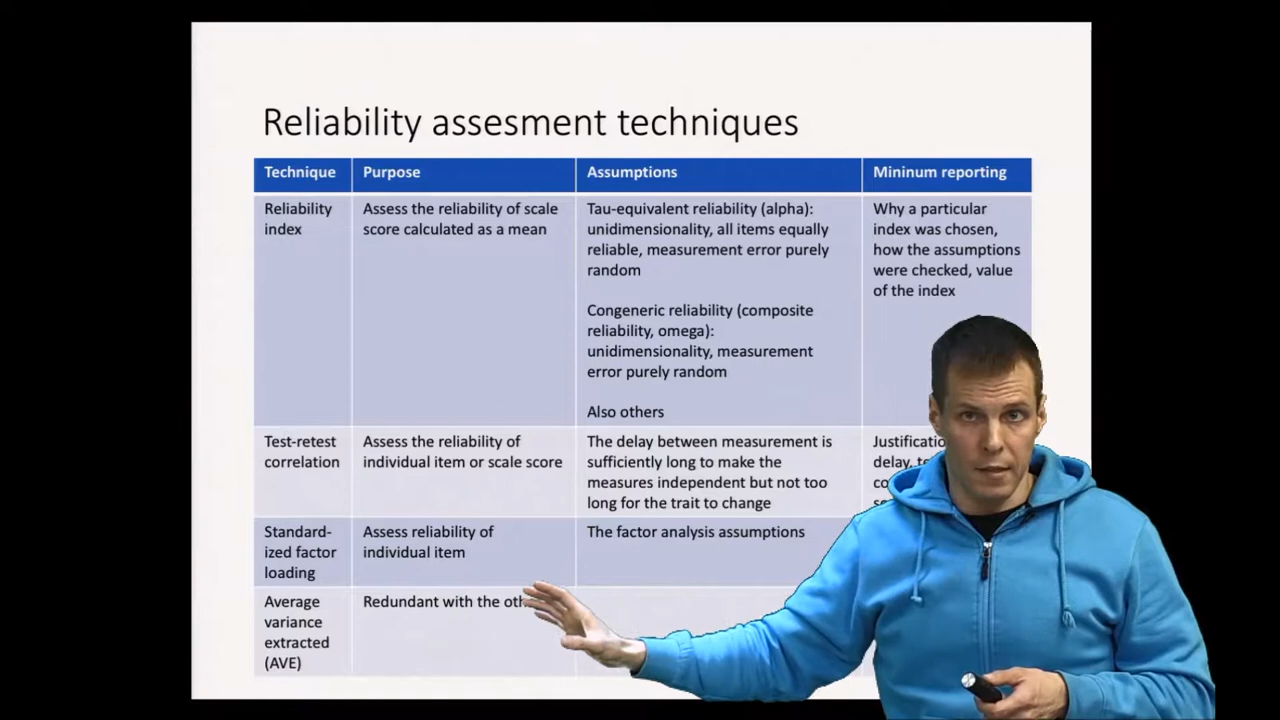 Reliability assesment techniques
Technique
Purpose
Assumptions
Mininum reporting
Reliability
index
Assess the reliability of scale
score calculated as a mean
Tau-equivalent reliability (alpha):
unidimensionality, all items equally
reliable, measurement error purely
random
Congeneric reliability (composite
reliability, omega):
unidimensionality, measurement
error purely random
Also others
Why a particular
index was chosen,
how the assumptions
were checked, value
of the index
Test-retest
correlation
Assess the reliability of
individual item or scale score
The delay between measurement is
sufficiently long to make the
measures independent but not too
long for the trait to change
delay,
Standard-
ized factor
loading
Assess reliability of
individual item
The factor analysis assumptions
Average
variance
extracted
(AVE)
Redundant with the